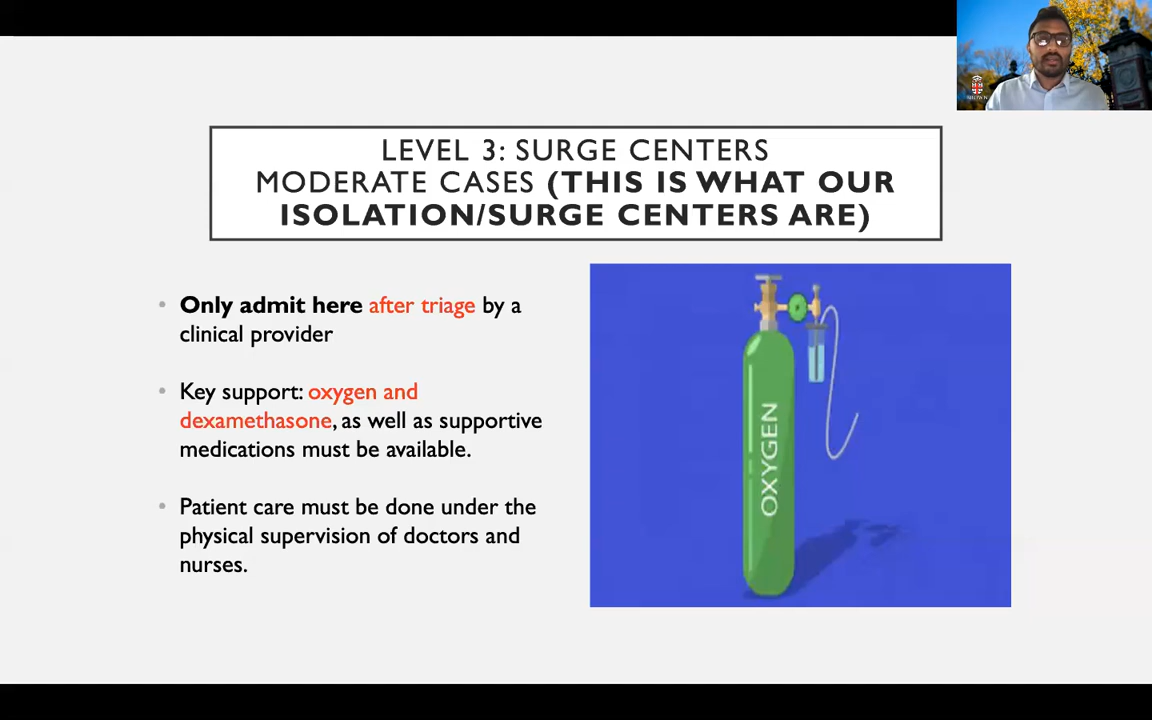 LEVEL 3: SURGE CENTERS
MODERATE CASES (THIS IS WHAT OUR
ISOLATION/SURGE CENTERS ARE)
• Only admit here after triage by a
clinical provider
• Key support: oxygen and
dexamethasone, as well as supportive
medications must be available.
• Patient care must be done under the
physical supervision of doctors and
nurses.
OXYGEN